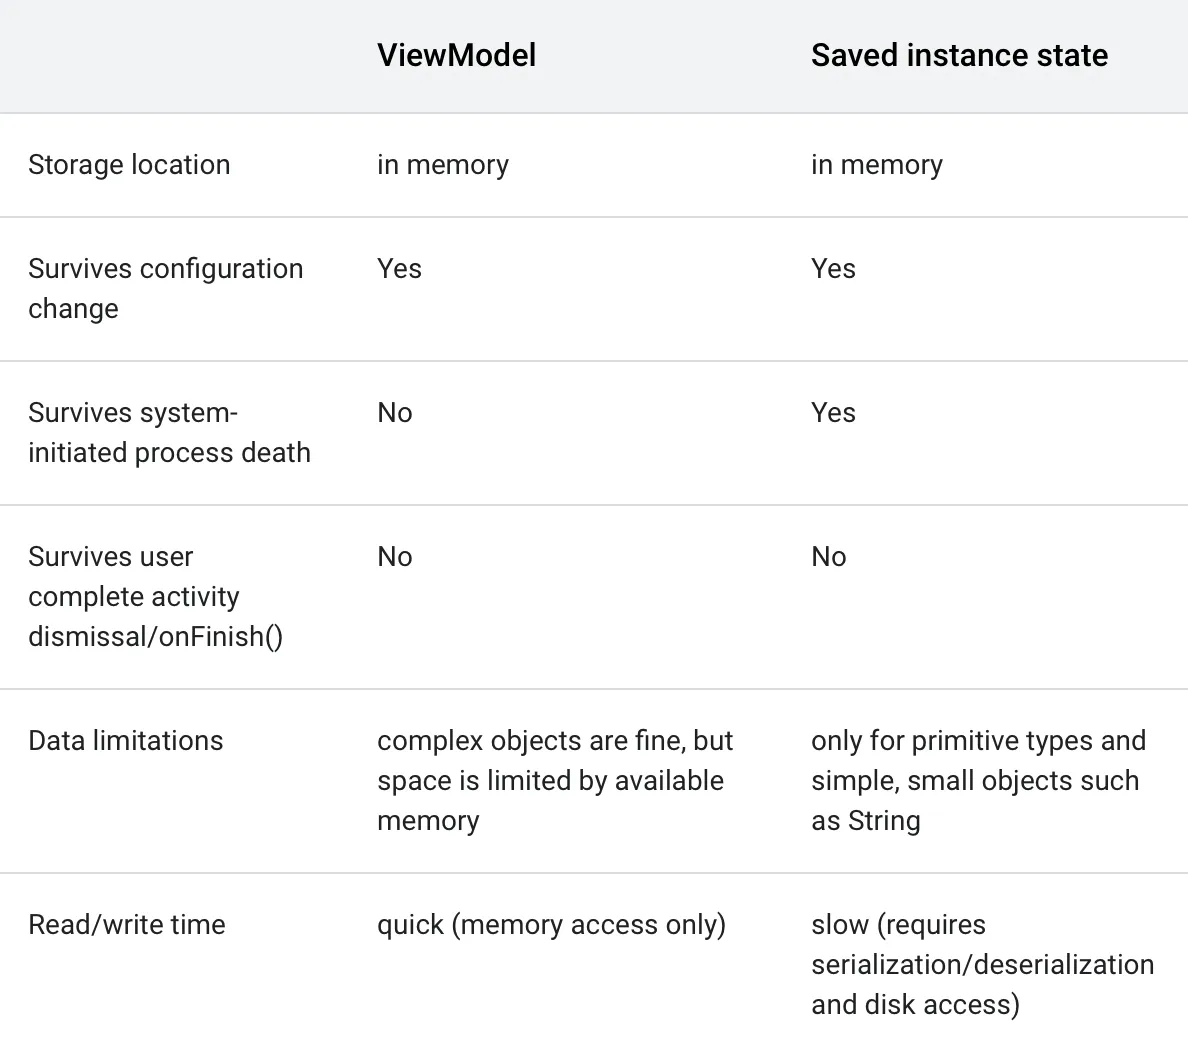 ViewModel Saved instance state
Storage location in memory in memory
Survives configuration Yes Yes
change
Survives system- No Yes
initiated process death
Survives user No No
complete activity
dismissal/onFinish()
Data limitations complex objects are fine, but only for primitive types and
space is limited by available simple, small objects such
memory as String
Read/write time quick (memory access only) slow (requires
serialization/deserialization
and disk access)